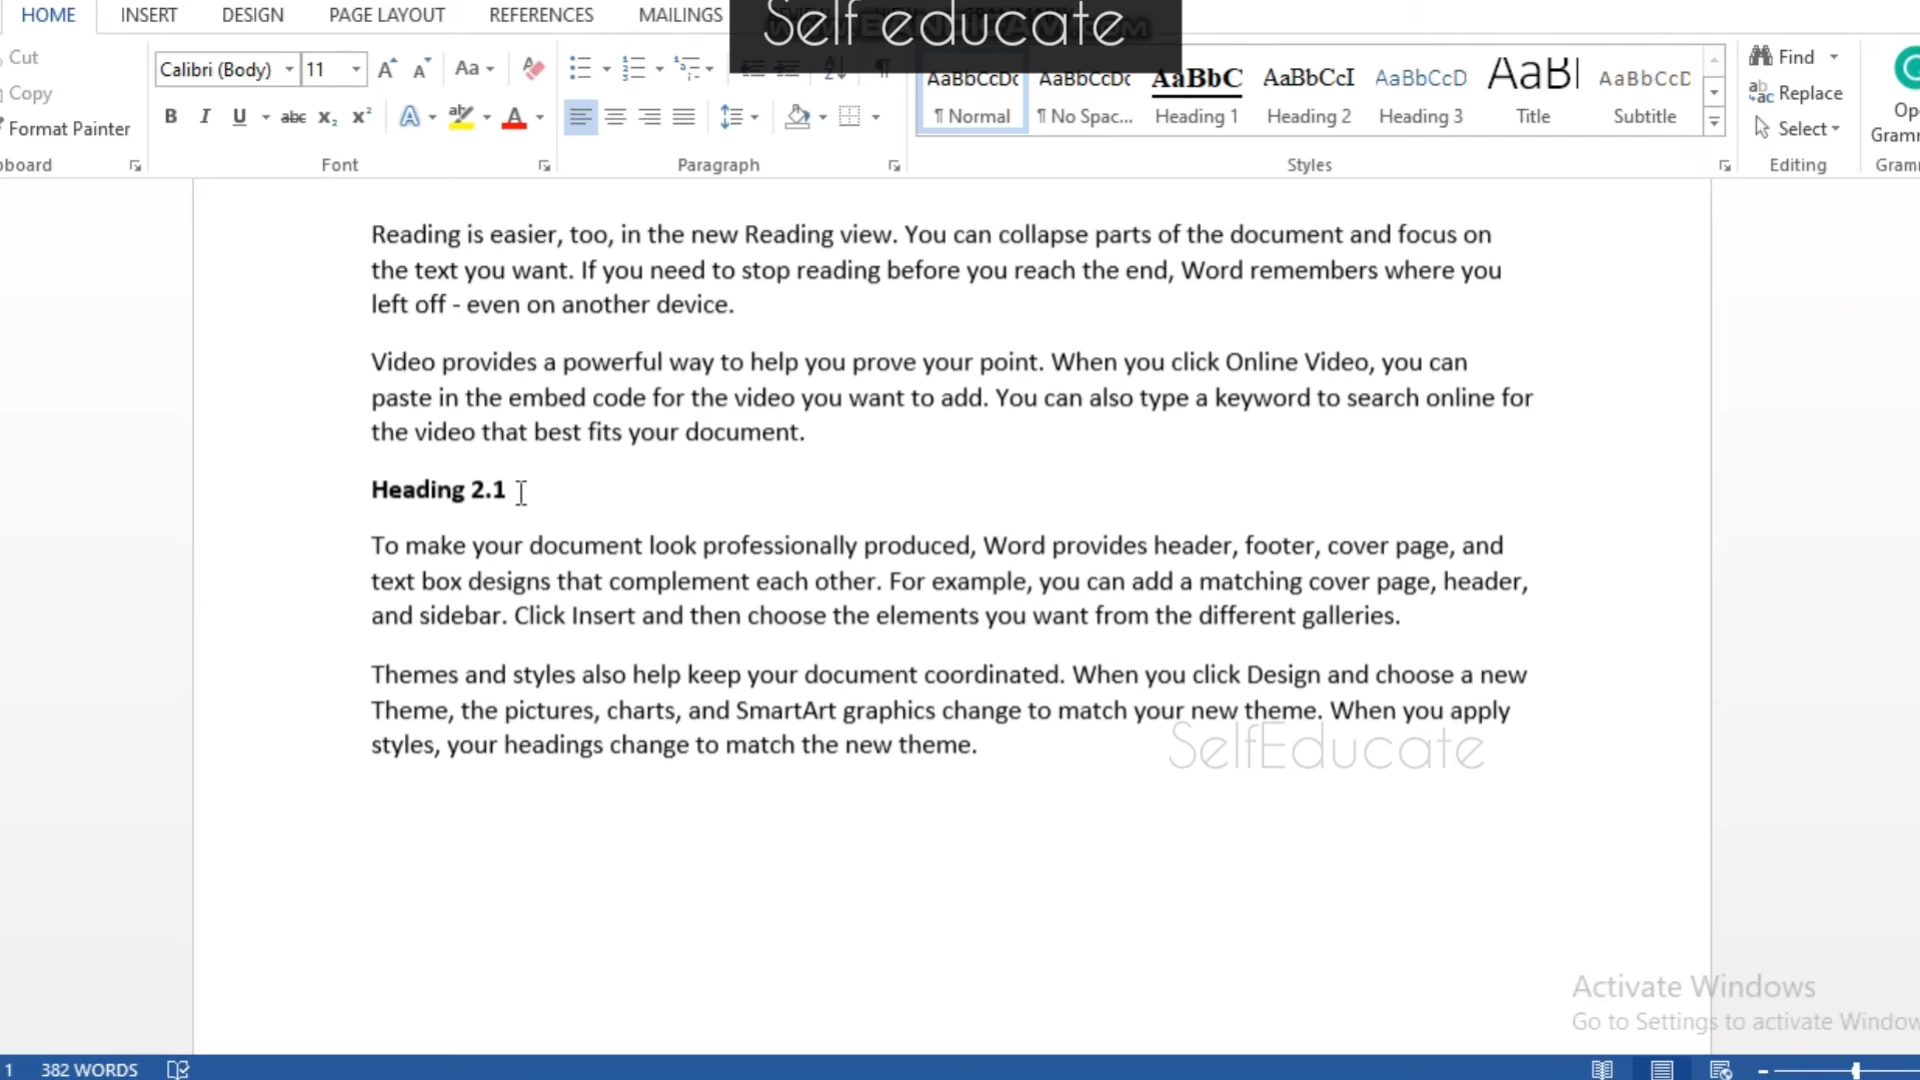 HOME INSERT DESIGN PAGE LAYOUT REFERENCES MAILINGS
Self educate
Cut
Copy
Format Painter
Calibri (Body) 11
Aa
B I U abc X₂ X² A ab A
AaBbCcDc AaBbCcDc AaBbC AaBbCcI AaBbCcD AaB AaBbCcD
¶ Normal ¶ No Spac... Heading 1 Heading 2 Heading 3 Title Subtitle
Find
Replace
Select
board Font Paragraph Styles Editing
Reading is easier, too, in the new Reading view. You can collapse parts of the document and focus on
the text you want. If you need to stop reading before you reach the end, Word remembers where you
left off - even on another device.
Video provides a powerful way to help you prove your point. When you click Online Video, you can
paste in the embed code for the video you want to add. You can also type a keyword to search online for
the video that best fits your document.
Heading 2.1
To make your document look professionally produced, Word provides header, footer, cover page, and
text box designs that complement each other. For example, you can add a matching cover page, header,
and sidebar. Click Insert and then choose the elements you want from the different galleries.
Themes and styles also help keep your document coordinated. When you click Design and choose a new
Theme, the pictures, charts, and SmartArt graphics change to match your new theme. When you apply
styles, your headings change to match the new theme.
SelfEducate
Activate Windows
Go to Settings to activate Window
1 382 WORDS